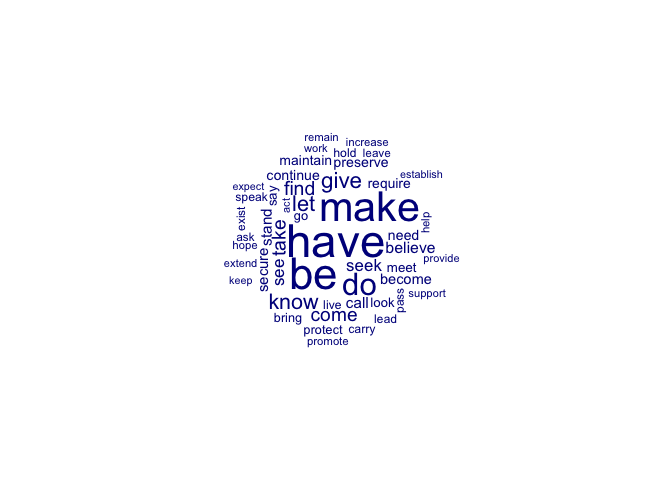 remain
work increase
hold leave
maintain preserve
continue give establish
expect find require
speak say act let make
exist stand go help
ask take have need
hope believe
extend secure see seek meet provide
keep be do become
know live call look pass support
bring come lead
protect carry
promote